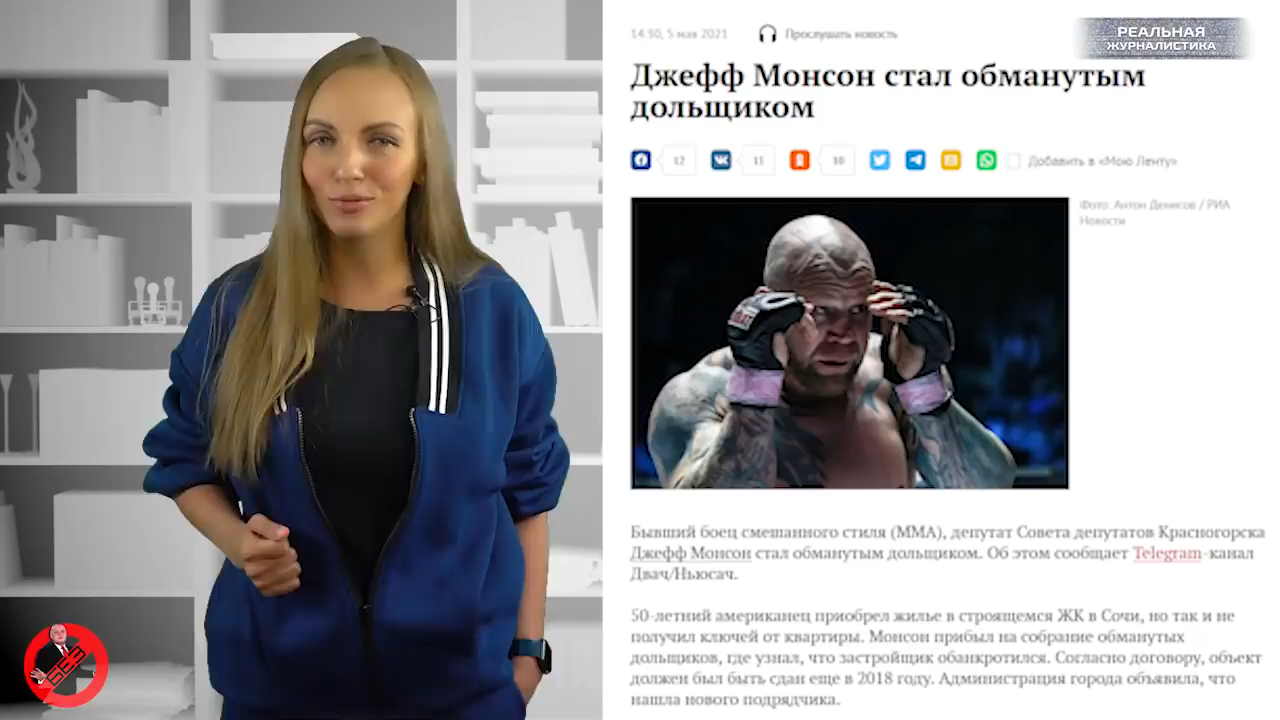 14:30, 5 мая 2021
Прослушать новость
РЕАЛЬНАЯ
ЖУРНАЛИСТИКА
Джефф Монсон стал обманутым
дольщиком
12
11
10
Добавить в «Мою Ленту»
Фото: Антон Денисов / РИА
Новости
Бывший боец смешанного стиля (ММА), депутат Совета депутатов Красногорска
Джефф Монсон стал обманутым дольщиком. Об этом сообщает Telegram-канал
Двач/Ньюсач.
50-летний американец приобрел жилье в строящемся ЖК в Сочи, но так и не
получил ключей от квартиры. Монсон прибыл на собрание обманутых
дольщиков, где узнал, что застройщик обанкротился. Согласно договору, объект
должен был быть сдан еще в 2018 году. Администрация города объявила, что
нашла нового подрядчика.